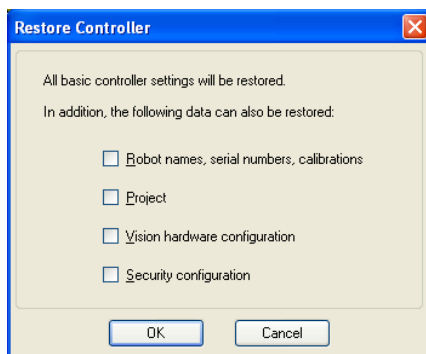 Restore Controller
All basic controller settings will be restored.
In addition, the following data can also be restored:
Robot names, serial numbers, calibrations
Project
Vision hardware configuration
Security configuration
OK
Cancel